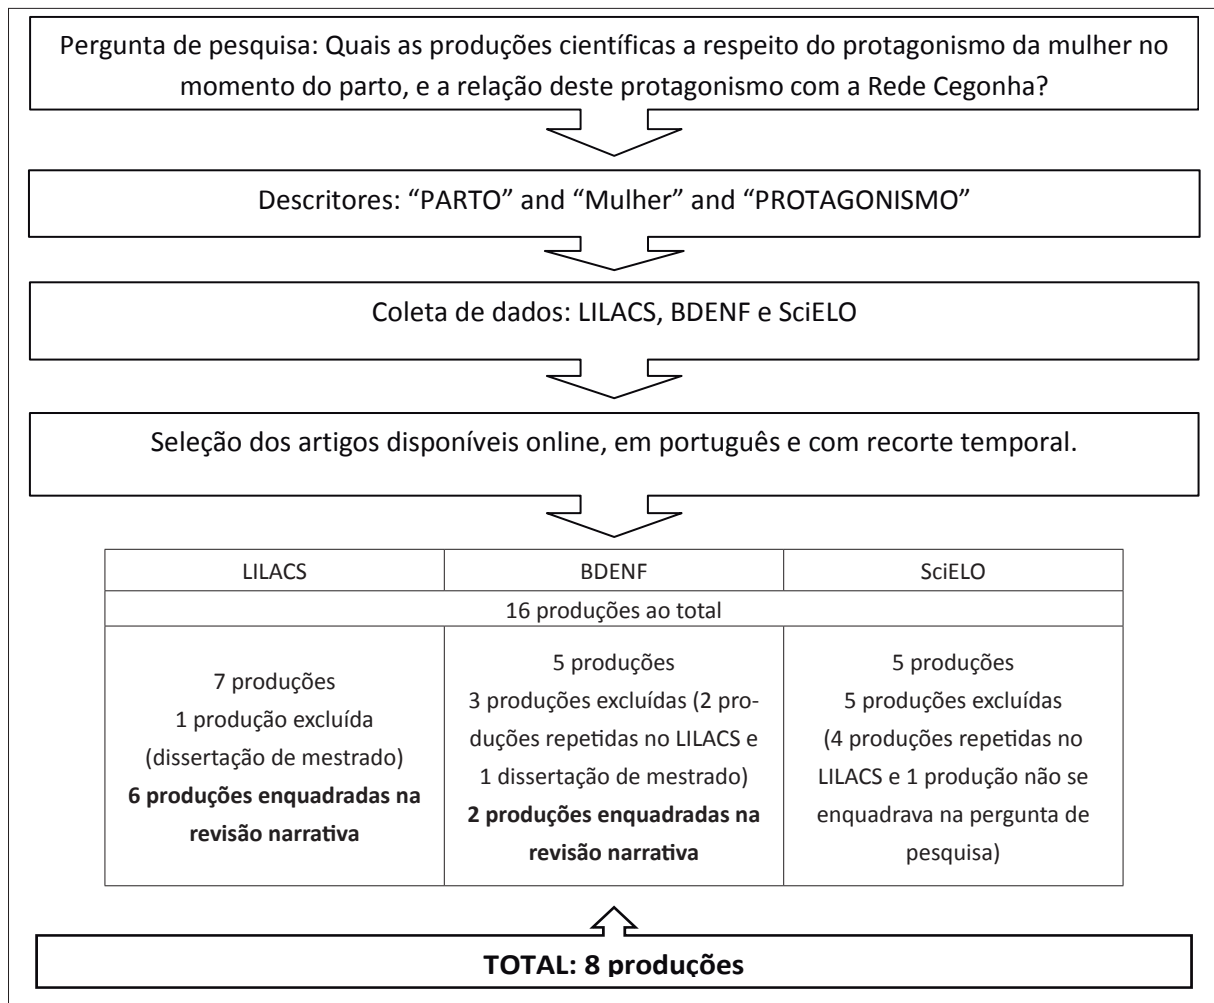 Pergunta de pesquisa: Quais as produções científicas a respeito do protagonismo da mulher no
momento do parto, e a relação deste protagonismo com a Rede Cegonha?
Descritores: “PARTO” and “Mulher” and “PROTAGONISMO”
Coleta de dados: LILACS, BDENF e SciELO
Seleção dos artigos disponíveis online, em português e com recorte temporal.
LILACS
BDENF
SciELO
16 produções ao total
7 produções
1 produção excluída
(dissertação de mestrado)
6 produções enquadradas na
revisão narrativa
5 produções
3 produções excluídas (2 pro-
duções repetidas no LILACS e
1 dissertação de mestrado)
2 produções enquadradas na
revisão narrativa
5 produções
5 produções excluídas
(4 produções repetidas no
LILACS e 1 produção não se
enquadrava na pergunta de
pesquisa)
TOTAL: 8 produções